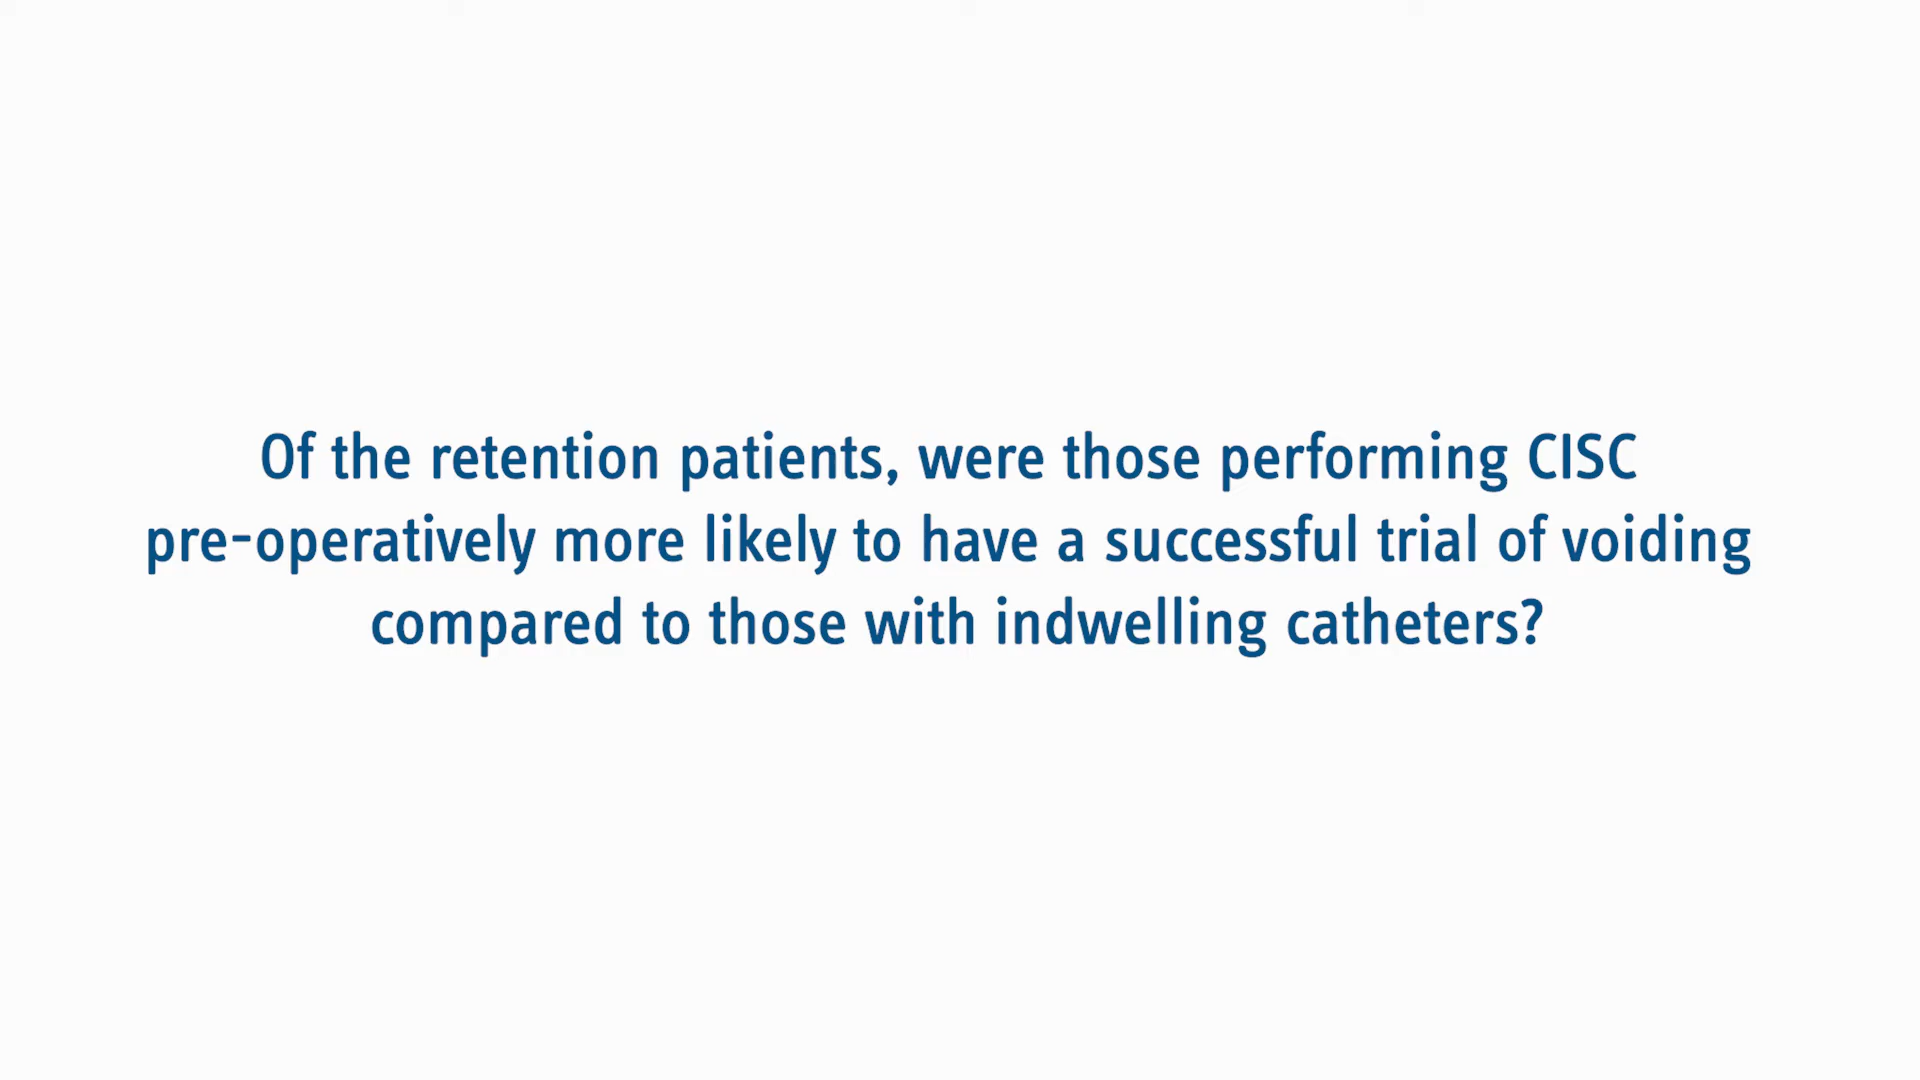 Of the retention patients, were those performing CISC
pre-operatively more likely to have a successful trial of voiding
compared to those with indwelling catheters?